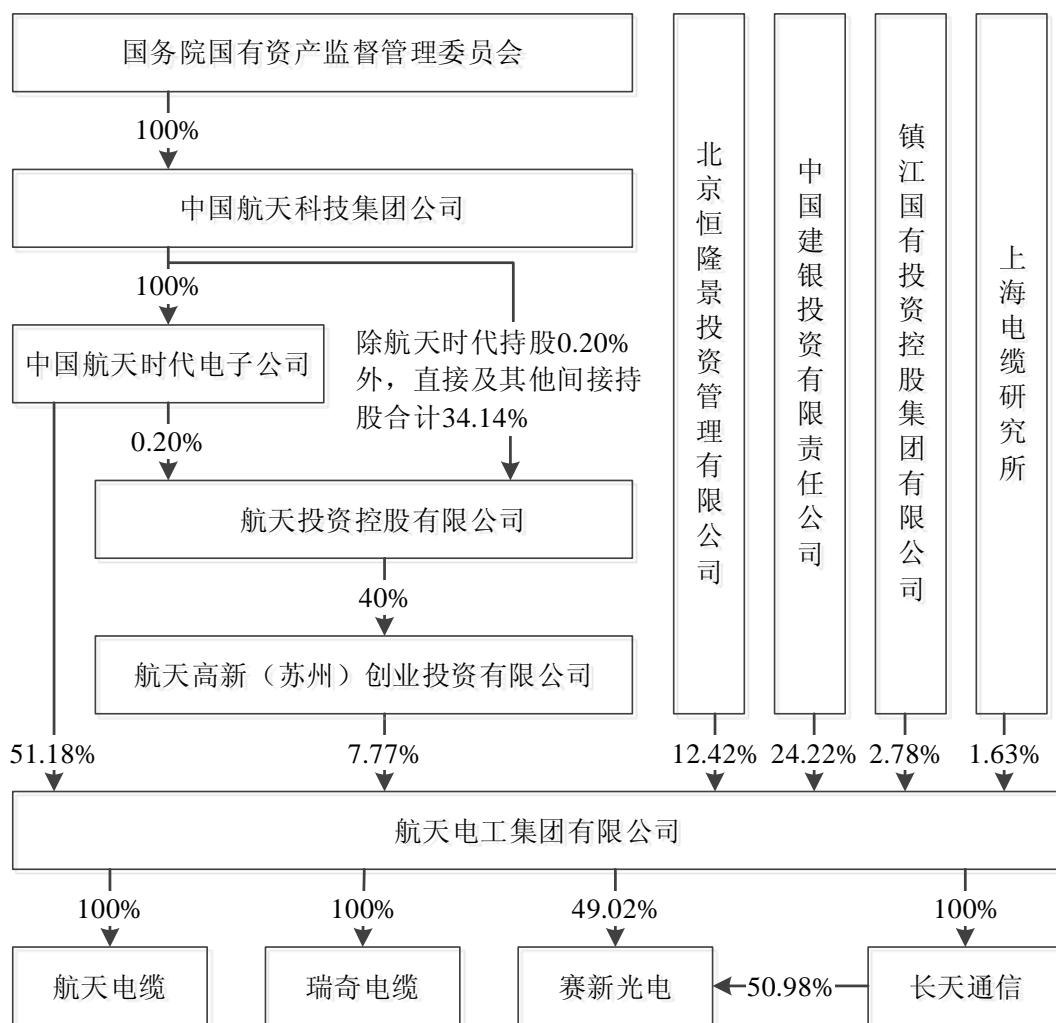 国务院国有资产监督管理委员会
100%
中国航天科技集团公司
100%
中国航天时代电子公司
除航天时代持股0.20%
外，直接及其他间接持
股合计34.14%
0.20%
航天投资控股有限公司
40%
航天高新（苏州）创业投资有限公司
北京恒隆景投资管理有限公司
中国建银投资有限责任公司
镇江国有投资控股集团有限公司
上海电缆研究所
51.18%
7.77%
12.42%
24.22%
2.78%
1.63%
航天电工集团有限公司
100%
100%
49.02%
100%
航天电缆
瑞奇电缆
赛新光电
50.98%
长天通信